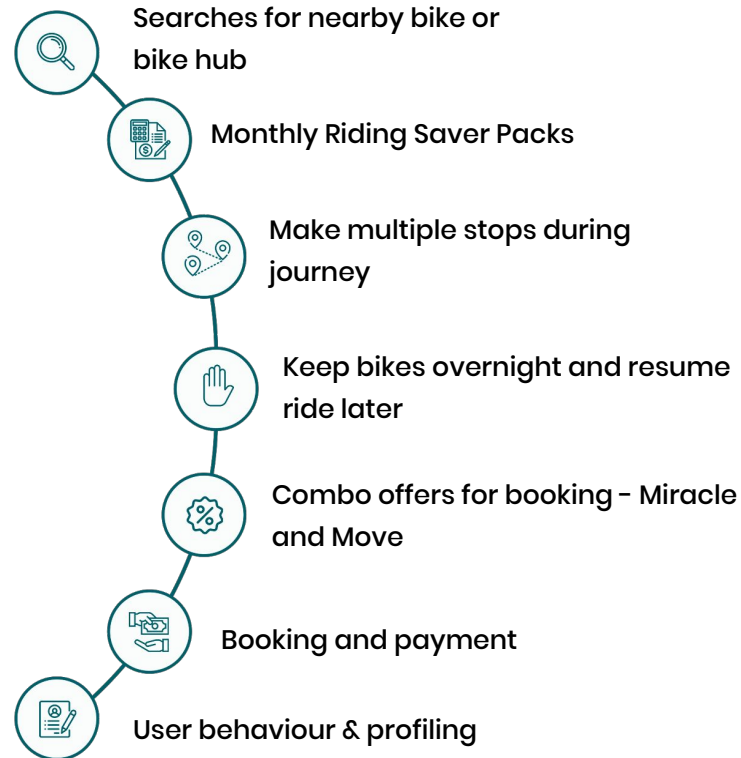 Searches for nearby bike or
bike hub
Monthly Riding Saver Packs
Make multiple stops during
journey
Keep bikes overnight and resume
ride later
Combo offers for booking - Miracle
and Move
Booking and payment
User behaviour & profiling